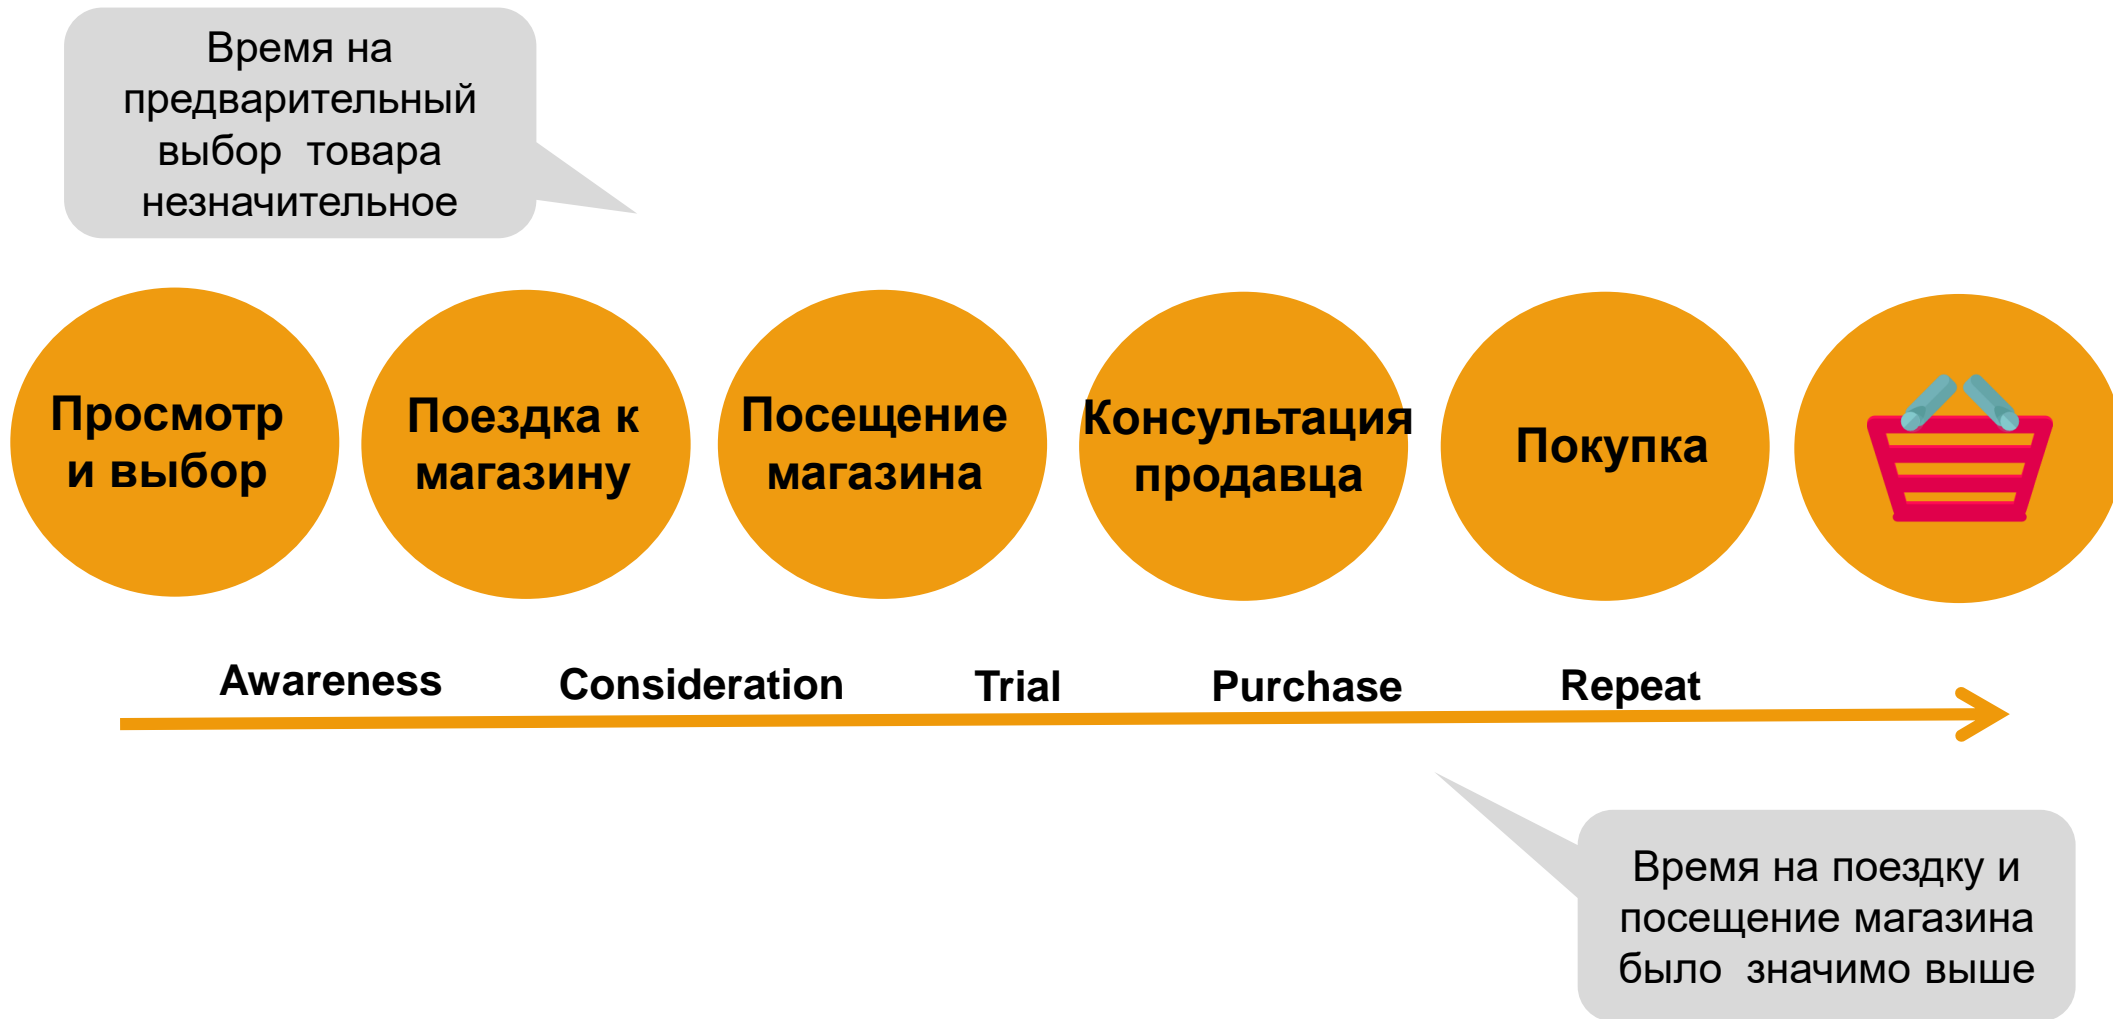 Время на
предварительный
выбор товара
незначительное
Просмотр
и выбор
Поездка к
магазину
Посещение
магазина
Консультация
продавца
Покупка
Awareness
Consideration
Trial
Purchase
Repeat
Время на поездку и
посещение магазина
было значимо выше